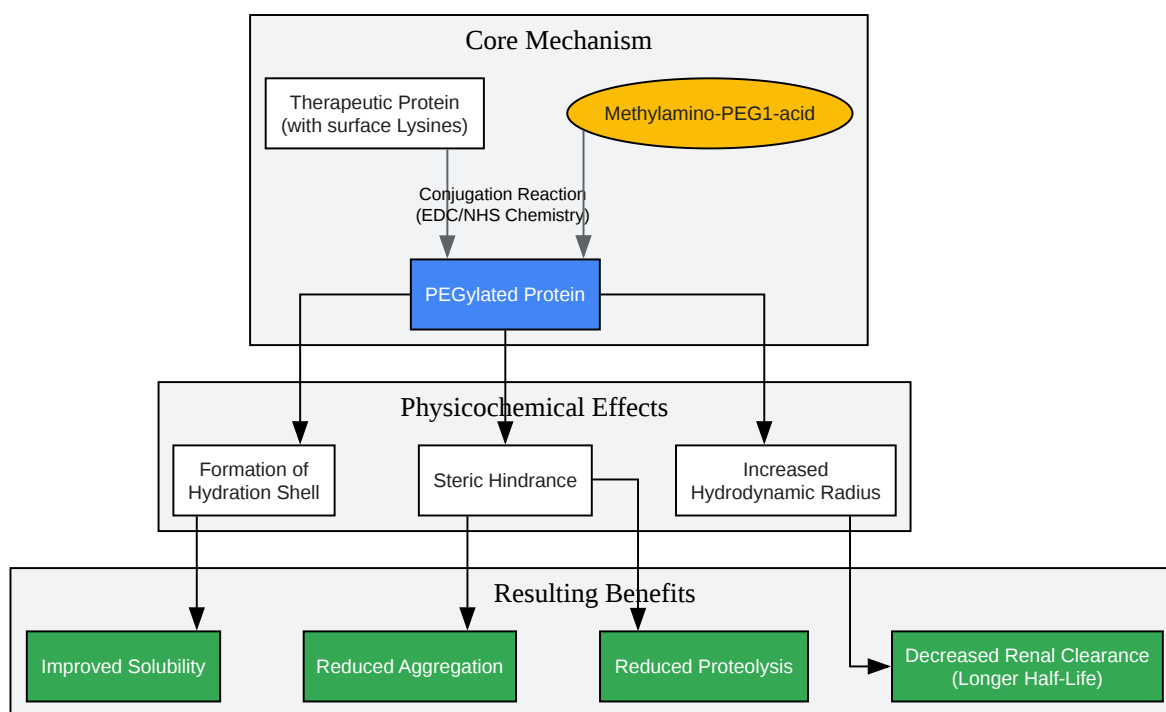 Core Mechanism
Therapeutic Protein
(with surface Lysines)
Methylamino-PEG1-acid
Conjugation Reaction
(EDC/NHS Chemistry)
PEGylated Protein
Physicochemical Effects
Formation of
Hydration Shell
Steric Hindrance
Increased
Hydrodynamic Radius
Resulting Benefits
Improved Solubility
Reduced Aggregation
Reduced Proteolysis
Decreased Renal Clearance
(Longer Half-Life)